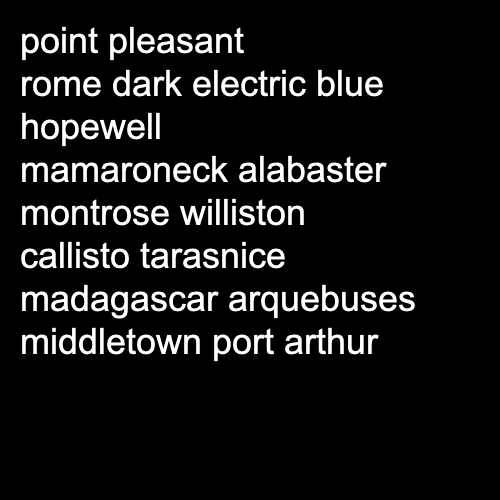 point pleasant
rome dark electric blue
hopewell
mamaroneck alabaster
montrose williston
callisto tarasnice
madagascar arquebuses
middletown port arthur